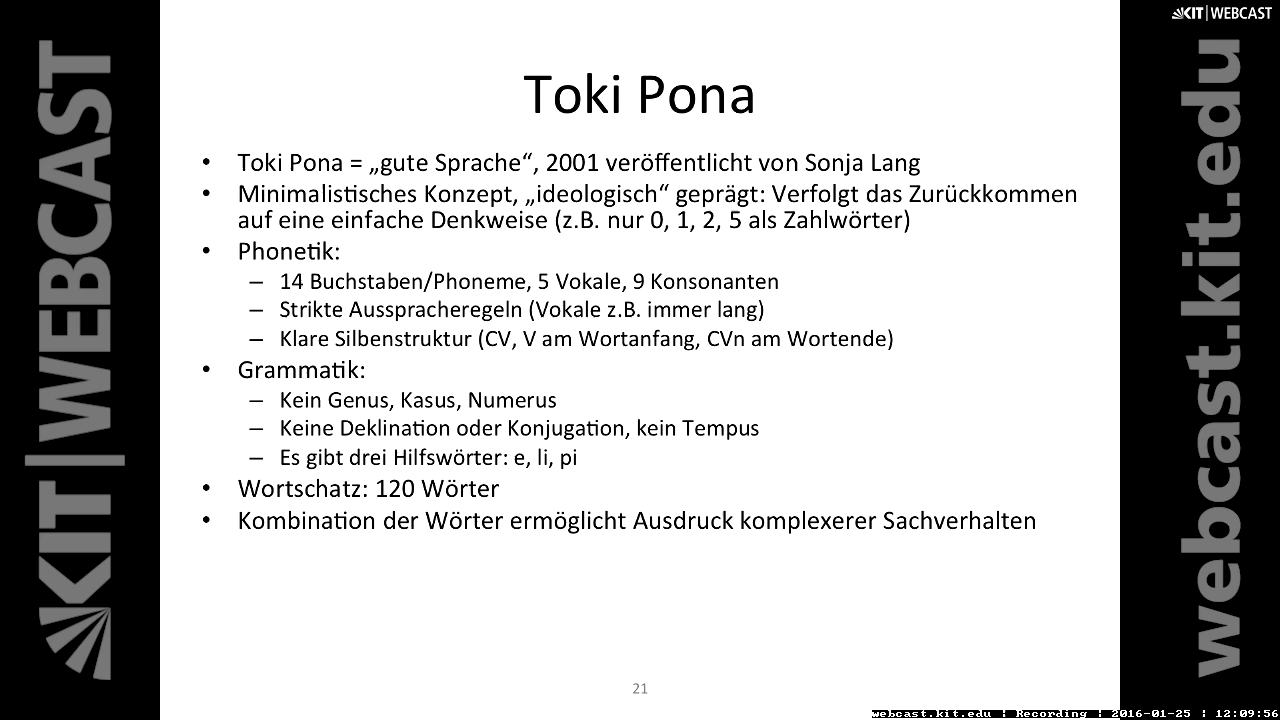 KIT | WEBCAST
KIT|WEBCAST
webcast.kit.edu
Toki Pona
• Toki Pona = „gute Sprache“, 2001 veröffentlicht von Sonja Lang
• Minimalistisches Konzept, „ideologisch“ geprägt: Verfolgt das Zurückkommen
auf eine einfache Denkweise (z.B. nur 0, 1, 2, 5 als Zahlwörter)
• Phonetik:
– 14 Buchstaben/Phoneme, 5 Vokale, 9 Konsonanten
– Strikte Ausspracheregeln (Vokale z.B. immer lang)
– Klare Silbenstruktur (CV, V am Wortanfang, CVn am Wortende)
• Grammatik:
– Kein Genus, Kasus, Numerus
– Keine Deklination oder Konjugation, kein Tempus
– Es gibt drei Hilfswörter: e, li, pi
• Wortschatz: 120 Wörter
• Kombination der Wörter ermöglicht Ausdruck komplexerer Sachverhalten
21
webcast.kit.edu | Recording | 2016-01-25 | 12:09:56